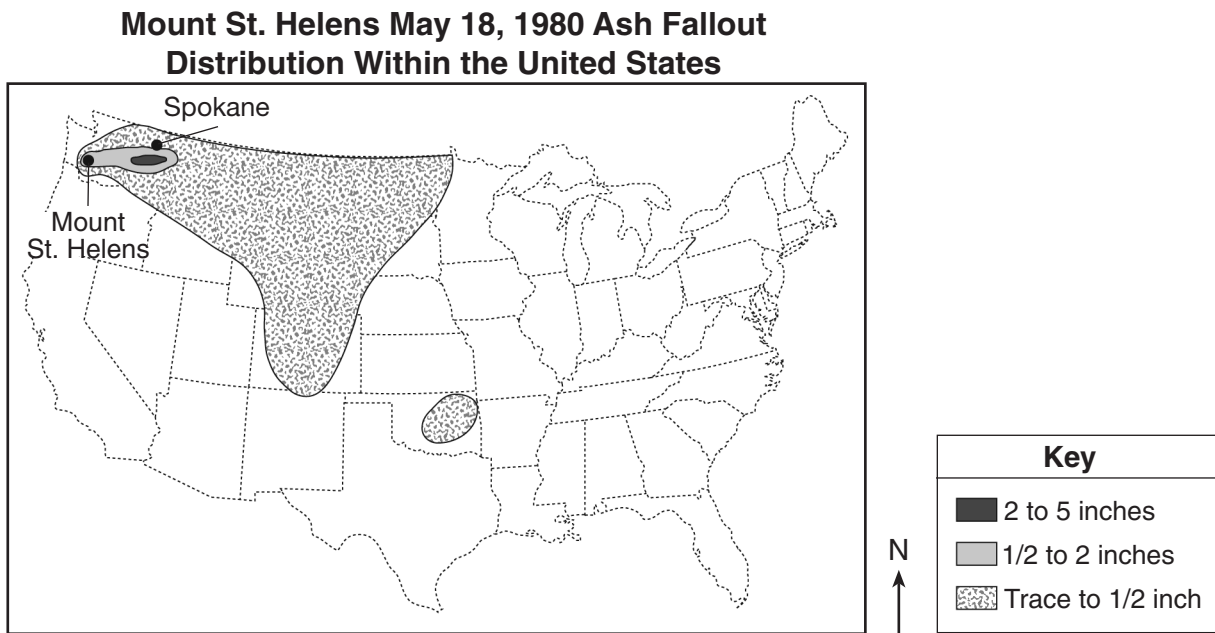 Mount St. Helens May 18, 1980 Ash Fallout
Distribution Within the United States
Spokane
Mount
St. Helens
N
Key
2 to 5 inches
1/2 to 2 inches
Trace to 1/2 inch